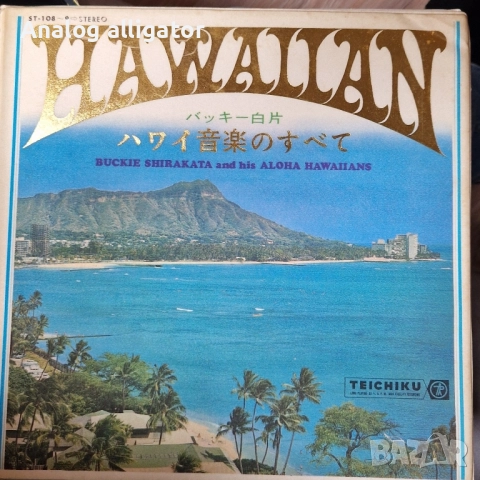 ST-108
STEREO
Analog alligator
HAWAIIAN
バッキー白片
ハワイ音楽のすべて
BUCKIE SHIRAKATA and his ALOHA HAWAIIANS
TEICHIKU
BAZAR